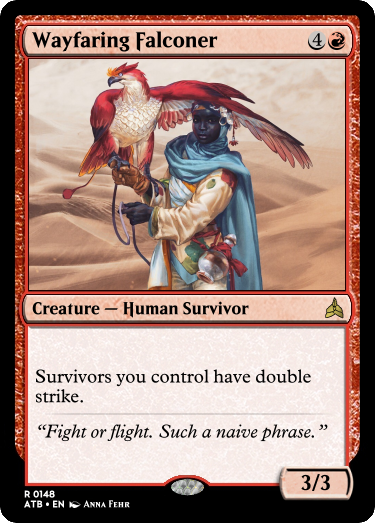 Wayfaring Falconer 4
Creature — Human Survivor
Survivors you control have double
strike.
“Fight or flight. Such a naive phrase.”
3/3
R 0148
ATB • EN Anna Fehr